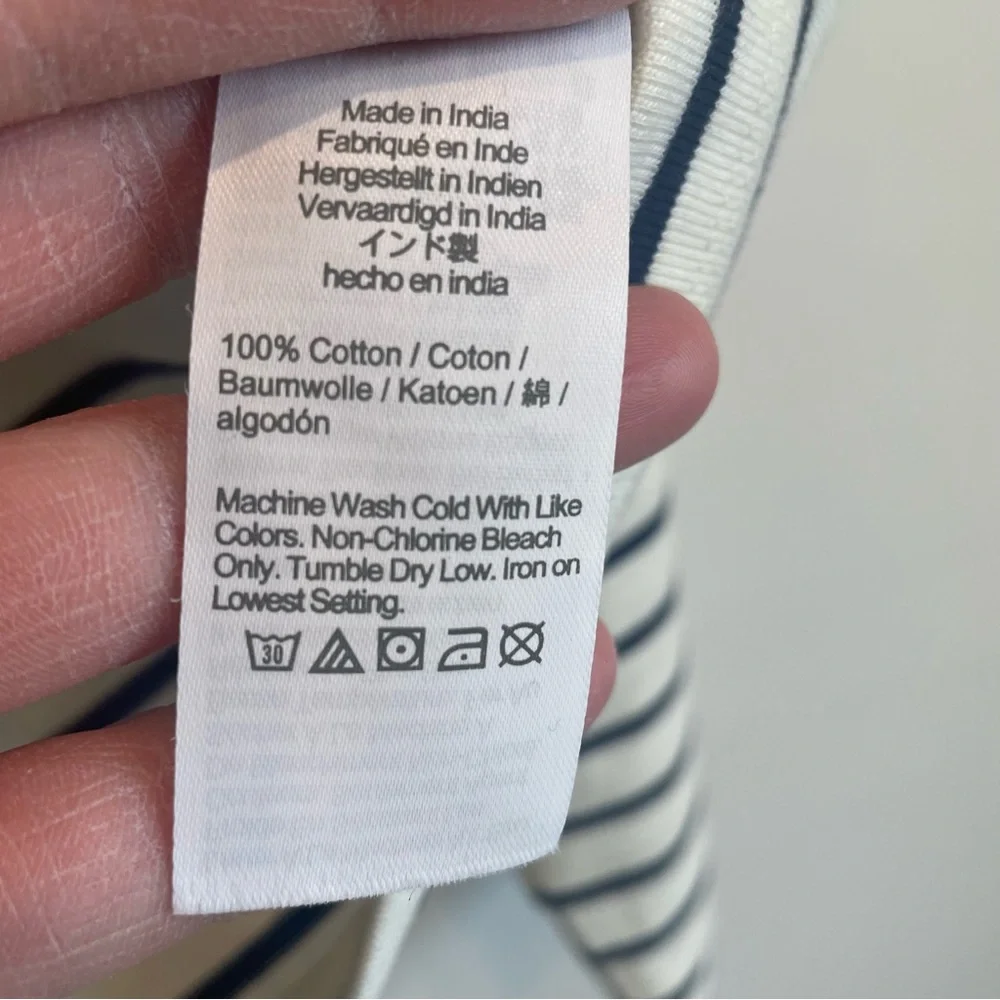 Made in India
Fabriqué en Inde
Hergestellt in Indien
Vervaardigd in India
インド製
hecho en india
100% Cotton / Coton /
Baumwolle / Katoen / 綿 /
algodón
Machine Wash Cold With Like
Colors. Non-Chlorine Bleach
Only. Tumble Dry Low. Iron on
Lowest Setting.
30